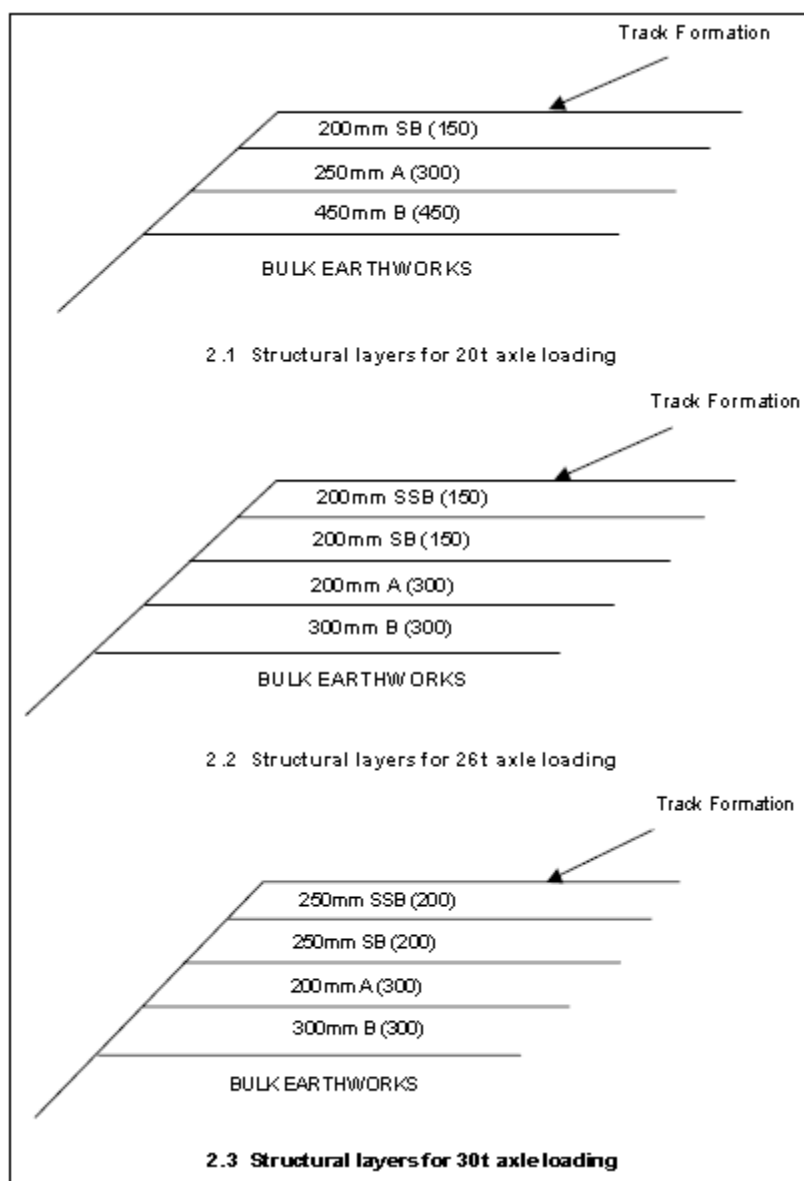 Track Formation
200mm SB (150)
250mm A (300)
450mm B (450)
BULK EARTHWORKS
2.1 Structural layers for 20t axle loading
Track Formation
200mm SSB (150)
200mm SB (150)
200mm A (300)
300mm B (300)
BULK EARTHWORKS
2.2 Structural layers for 26t axle loading
Track Formation
250mm SSB (200)
250mm SB (200)
200mm A (300)
300mm B (300)
BULK EARTHWORKS
2.3 Structural layers for 30t axle loading